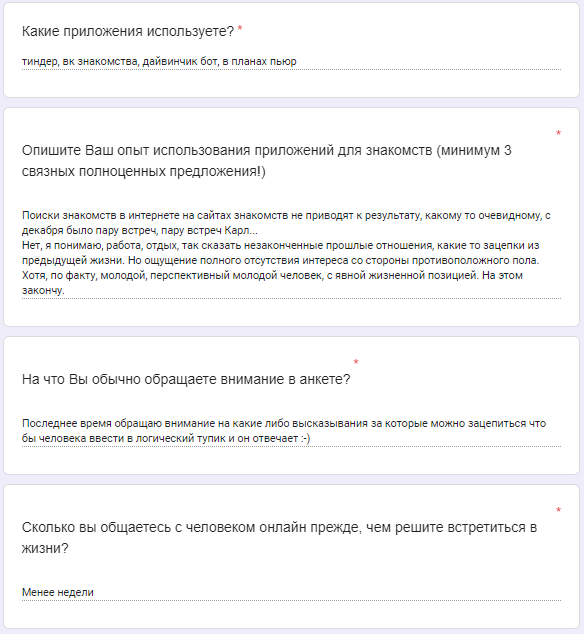 Какие приложения используете? *
тиндер, вк знакомства, дайвинчик бот, в планах пьюр
*
Опишите Ваш опыт использования приложений для знакомств (минимум 3
связных полноценных предложения!)
Поиски знакомств в интернете на сайтах знакомств не приводят к результату, какому то очевидному, с
декабря было пару встреч, пару встреч Карл...
Нет, я понимаю, работа, отдых, так сказать незаконченные прошлые отношения, какие то зацепки из
предыдущей жизни. Но ощущение полного отсутствия интереса со стороны противоположного пола.
Хотя, по факту, молодой, перспективный молодой человек, с явной жизненной позицией. На этом
закончу.
*
На что Вы обычно обращаете внимание в анкете?
Последнее время обращаю внимание на какие либо высказывания за которые можно зацепиться что
бы человека ввести в логический тупик и он отвечает :-)
*
Сколько вы общаетесь с человеком онлайн прежде, чем решите встретиться в
жизни?
Менее недели